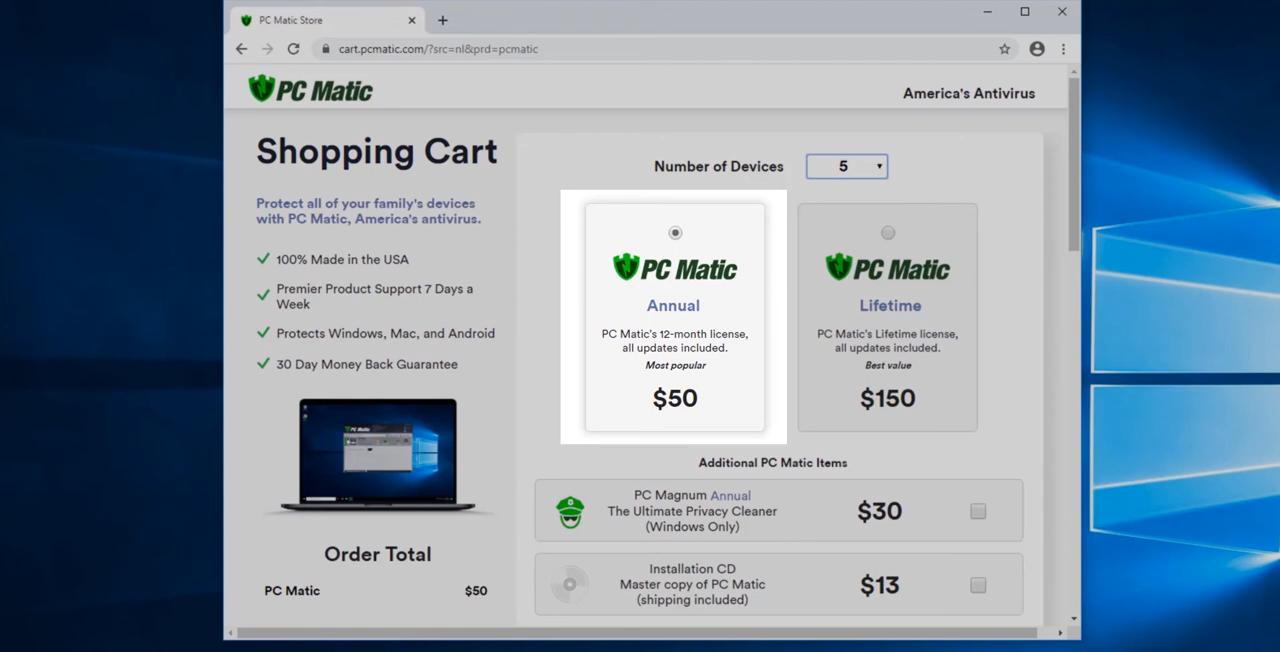 PC Matic Store
cart.pcmatic.com/?src=nl&prd=pcmatic
PC Matic
America's Antivirus
Shopping Cart
Protect all of your family's devices
with PC Matic, America's antivirus.
100% Made in the USA
Premier Product Support 7 Days a
Week
Protects Windows, Mac, and Android
30 Day Money Back Guarantee
Order Total
PC Matic $50
Number of Devices 5
PC Matic
Annual
PC Matic's 12-month license,
all updates included.
Most popular
$50
PC Matic
Lifetime
PC Matic's Lifetime license,
all updates included.
Best value
$150
Additional PC Matic Items
PC Magnum Annual
The Ultimate Privacy Cleaner
(Windows Only)
$30
Installation CD
Master copy of PC Matic
(shipping included)
$13